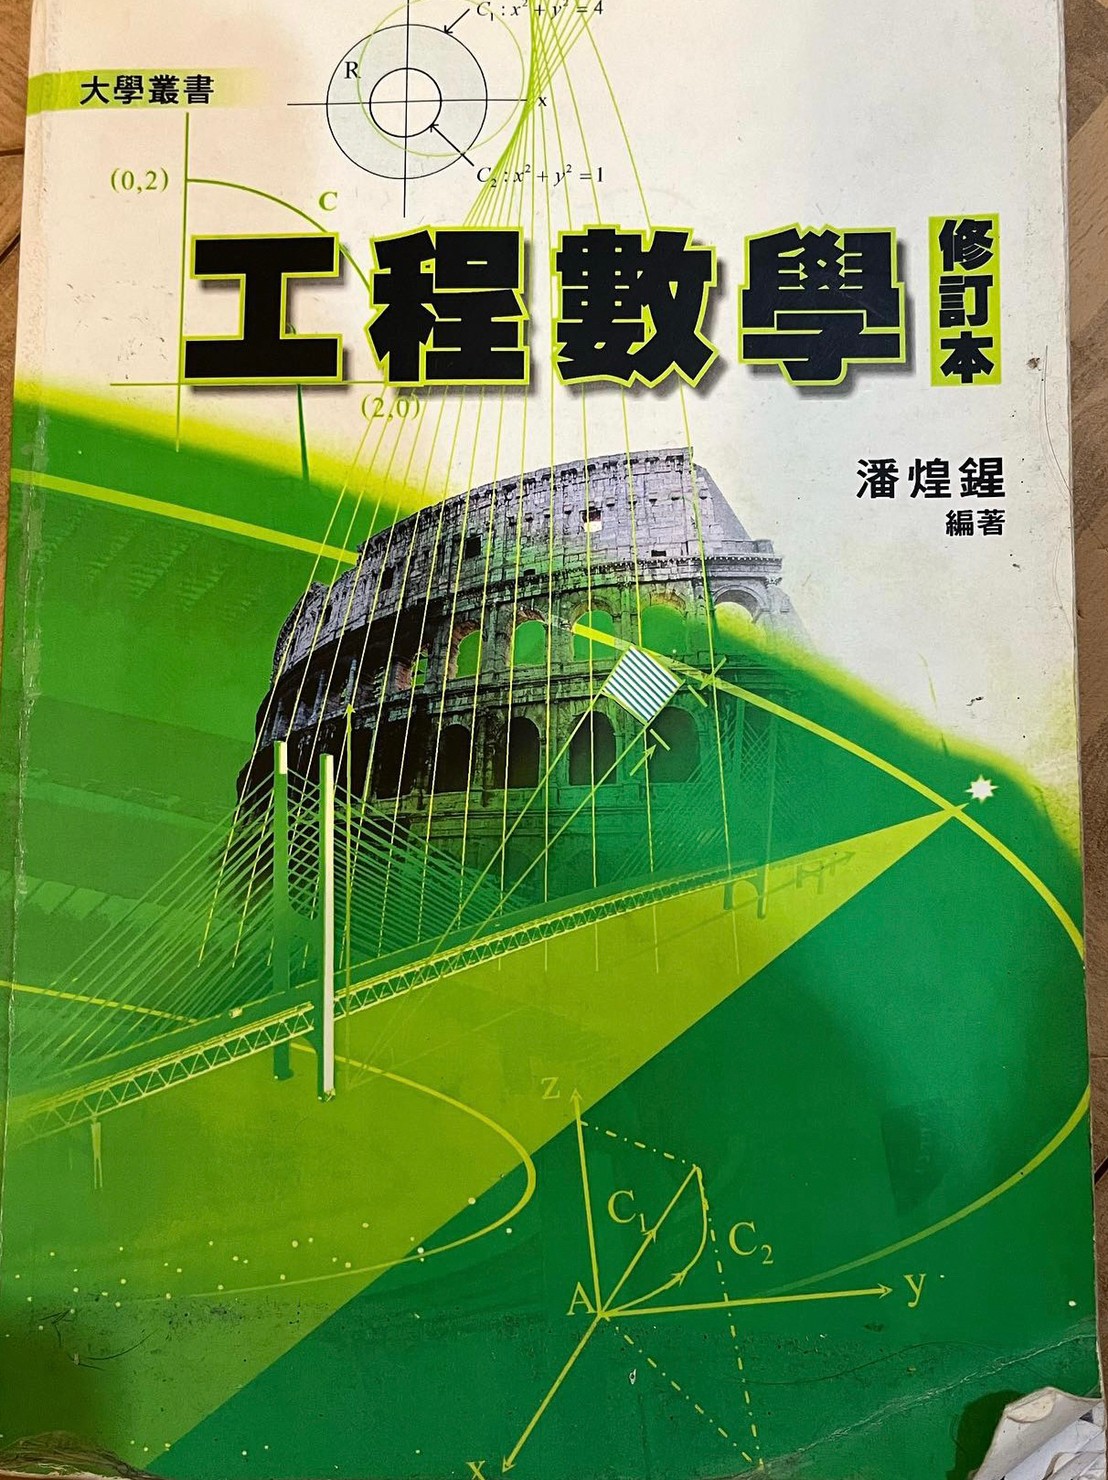 C₁ : x² + y² = 4
R
大學叢書
x
C₂ : x² + y² = 1
(0,2)
C
工程數學
修訂本
(2,0)
潘煌鍟
編著
Z
C₁
C₂
A
y
x